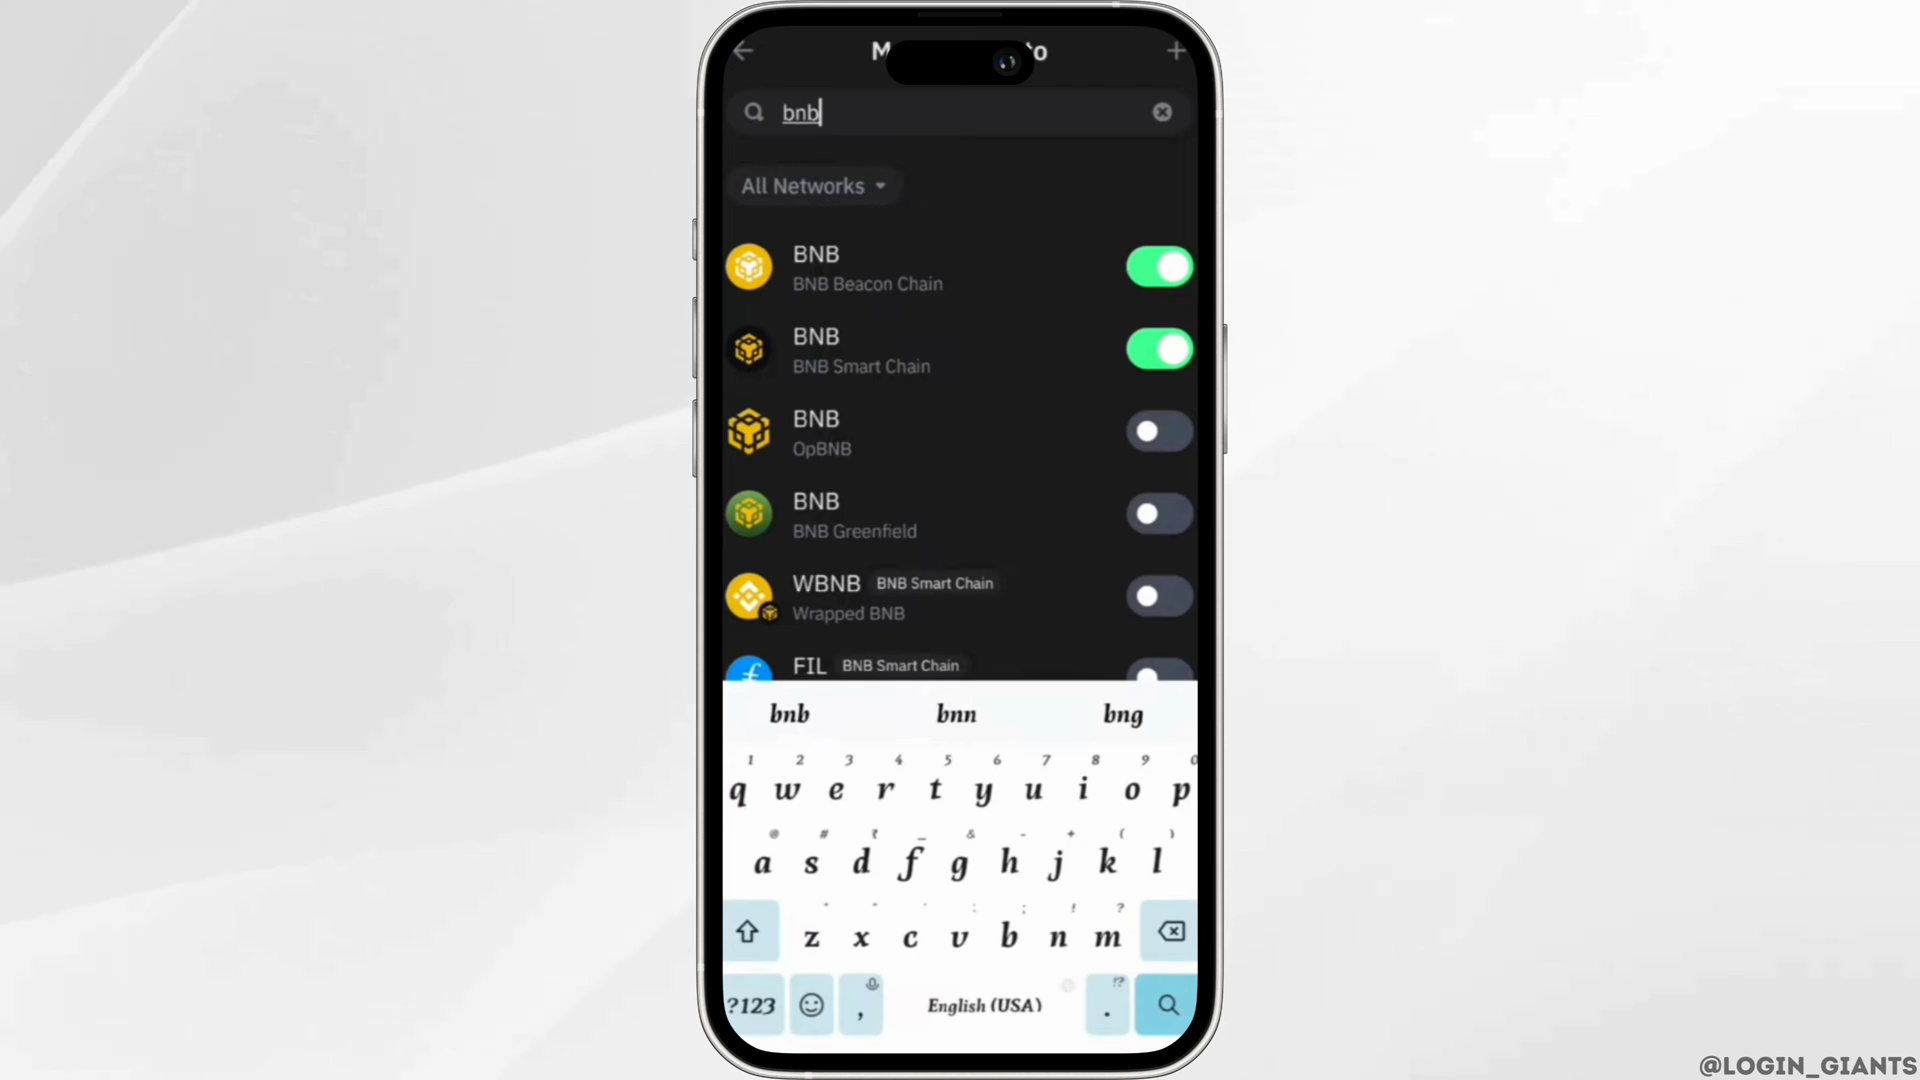 M to
bnb
All Networks
BNB
BNB Beacon Chain
BNB
BNB Smart Chain
BNB
OpBNB
BNB
BNB Greenfield
WBNB BNB Smart Chain
Wrapped BNB
FIL BNB Smart Chain
bnb bnn bng
1 2 3 4 5 6 7 8 9 0
q w e r t y u i o p
@ # ₹ _ & - + ( )
a s d f g h j k l
: ; ! ?
z x c v b n m
!?
?123 , English (USA) .
@LOGIN_GIANTS